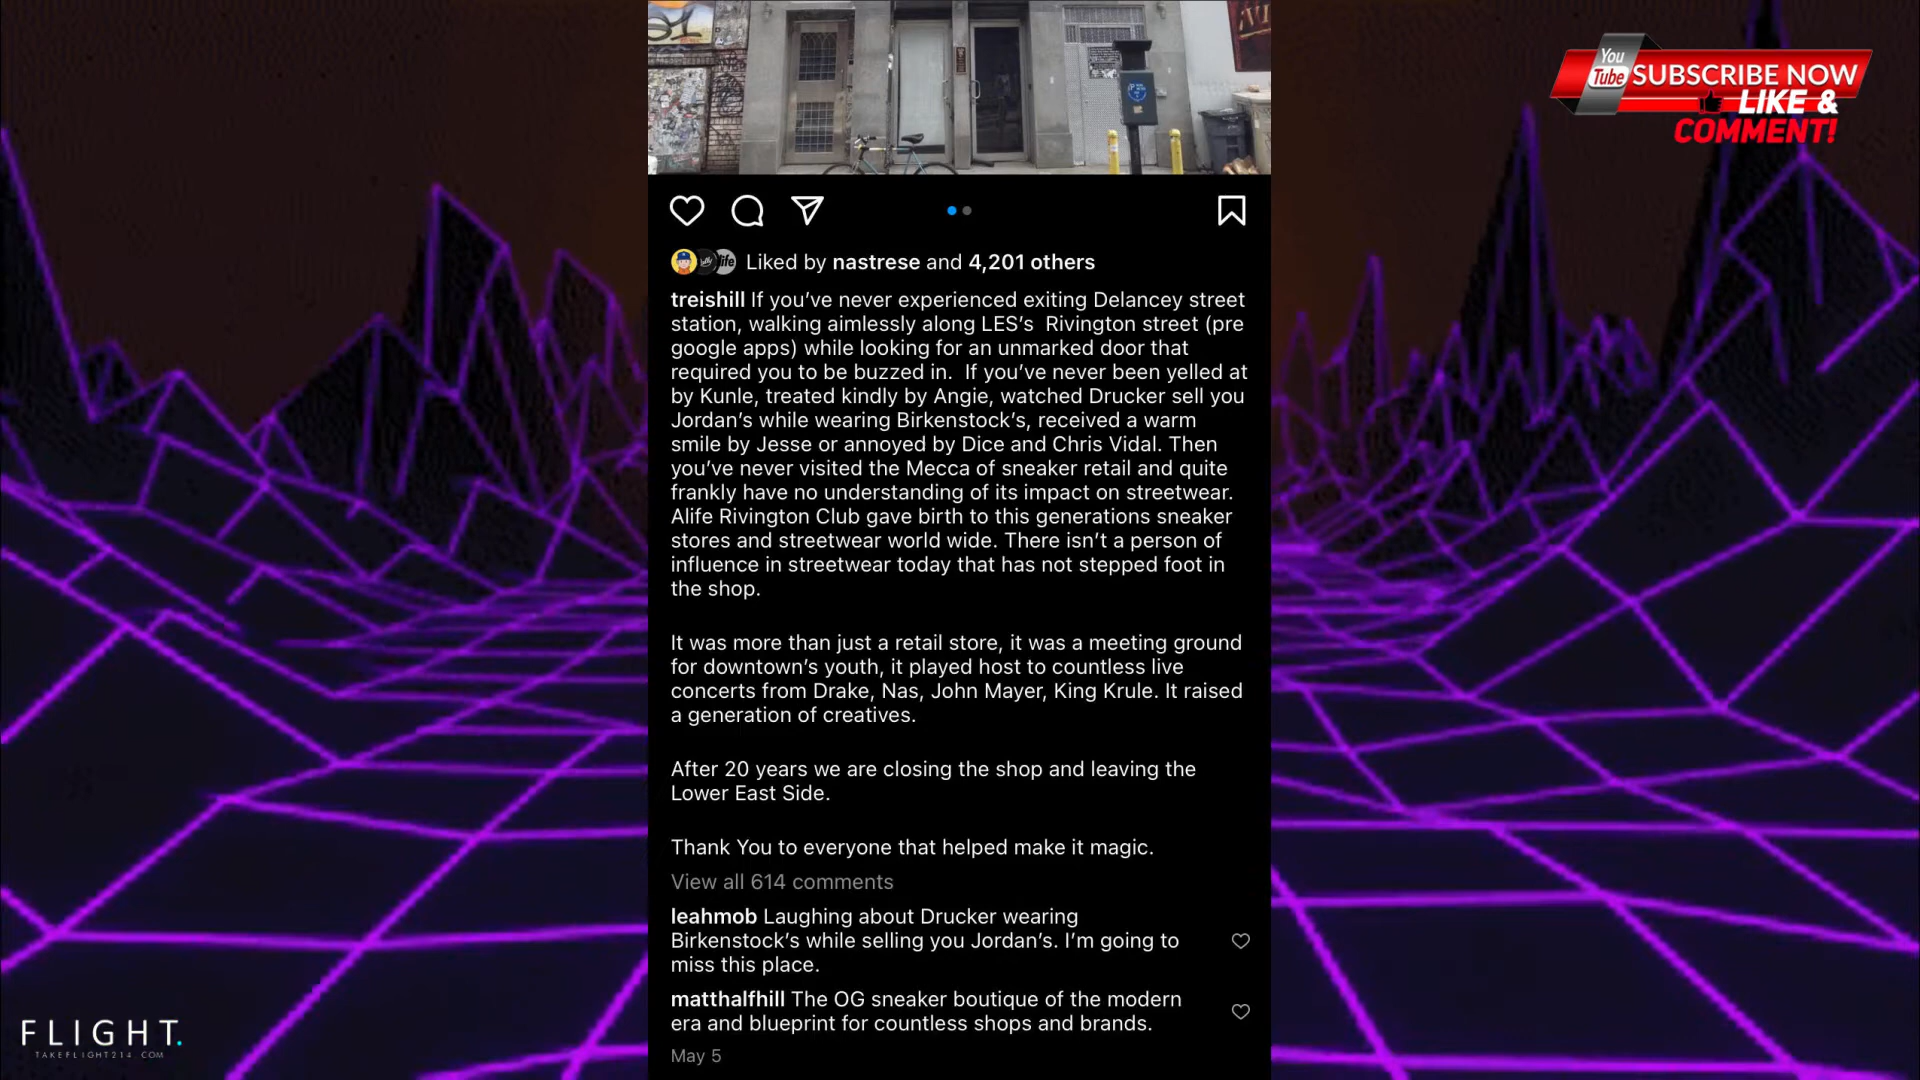 You
Tube
SUBSCRIBE NOW
LIKE &
COMMENT!
life
Liked by nastrese and 4,201 others
treishill If you’ve never experienced exiting Delancey street
station, walking aimlessly along LES’s  Rivington street (pre
google apps) while looking for an unmarked door that
required you to be buzzed in.  If you’ve never been yelled at
by Kunle, treated kindly by Angie, watched Drucker sell you
Jordan’s while wearing Birkenstock’s, received a warm
smile by Jesse or annoyed by Dice and Chris Vidal. Then
you’ve never visited the Mecca of sneaker retail and quite
frankly have no understanding of its impact on streetwear.
Alife Rivington Club gave birth to this generations sneaker
stores and streetwear world wide. There isn’t a person of
influence in streetwear today that has not stepped foot in
the shop.
It was more than just a retail store, it was a meeting ground
for downtown’s youth, it played host to countless live
concerts from Drake, Nas, John Mayer, King Krule. It raised
a generation of creatives.
After 20 years we are closing the shop and leaving the
Lower East Side.
Thank You to everyone that helped make it magic.
View all 614 comments
leahmob Laughing about Drucker wearing
Birkenstock’s while selling you Jordan’s. I’m going to
miss this place.
matthalfhill The OG sneaker boutique of the modern
era and blueprint for countless shops and brands.
May 5
FLIGHT.
TAKEFLIGHT214.COM